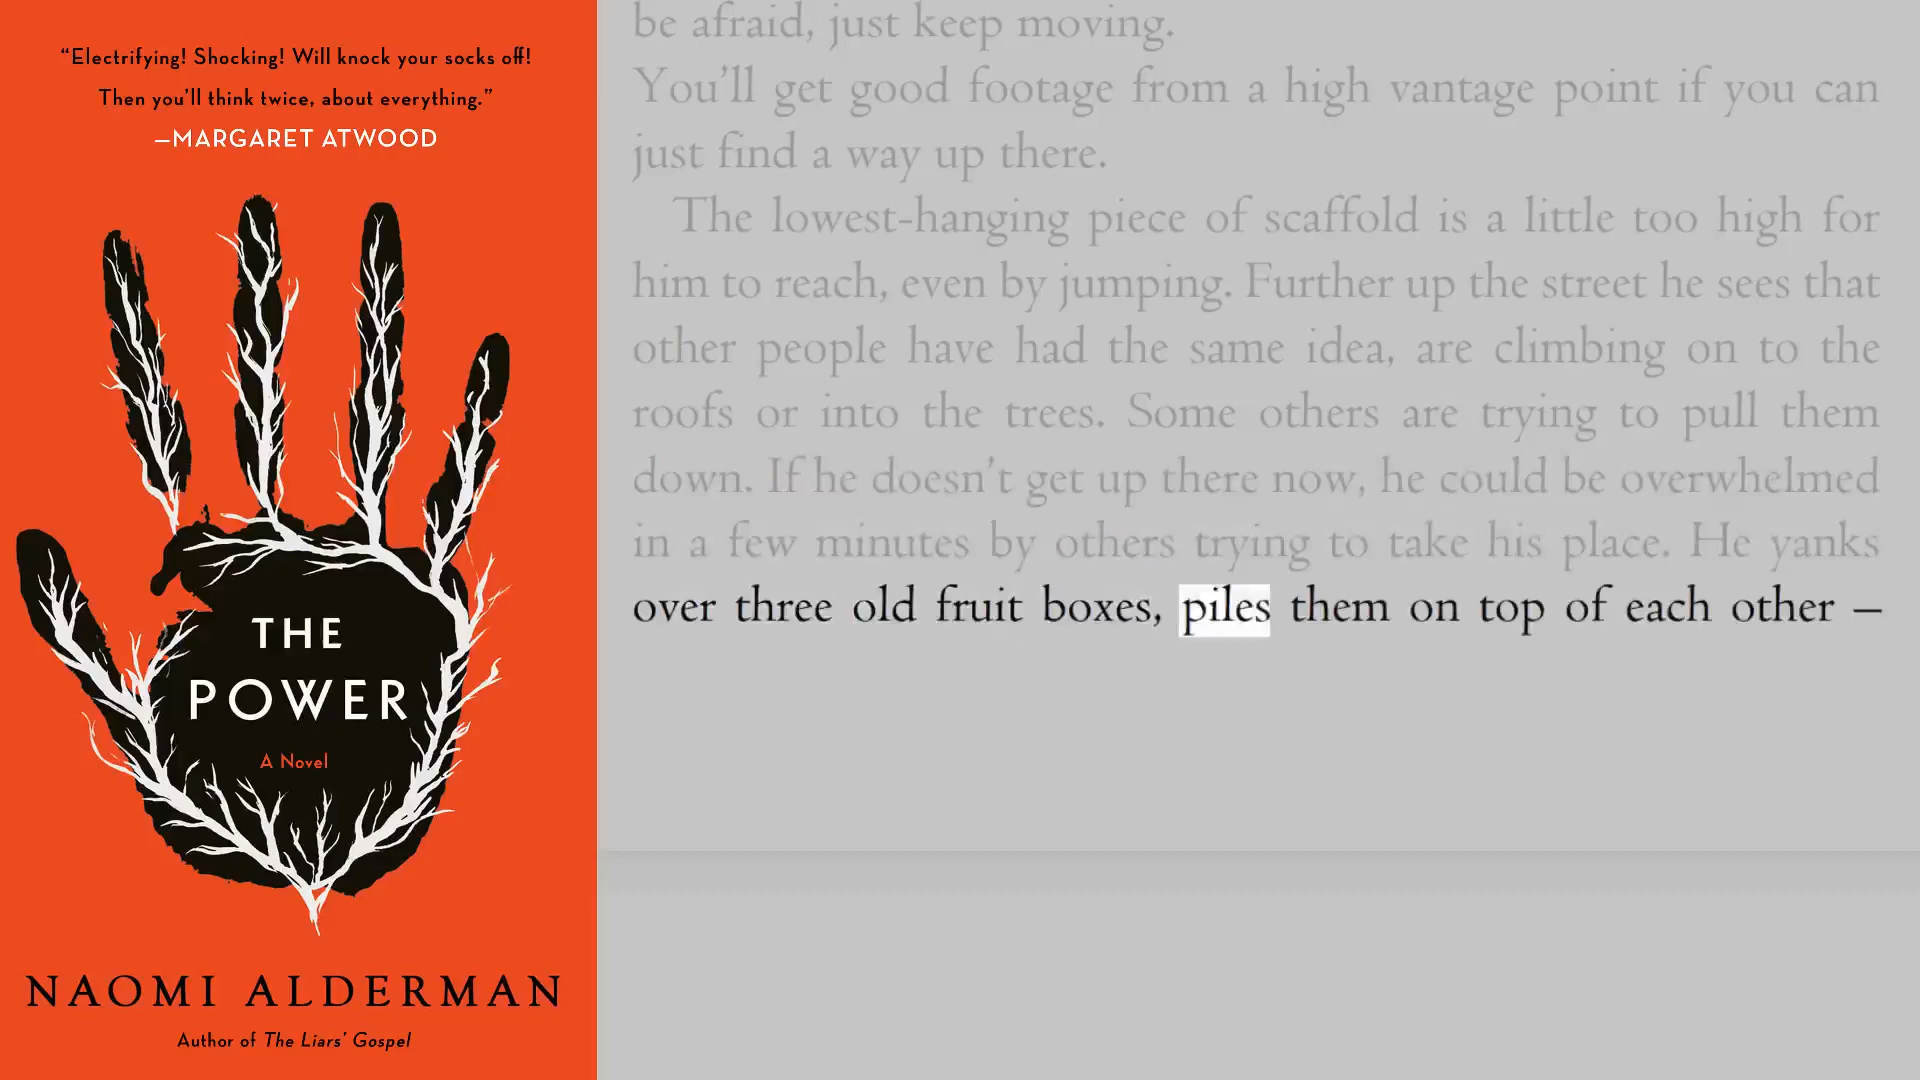 “Electrifying! Shocking! Will knock your socks off!
Then you’ll think twice, about everything.”
—MARGARET ATWOOD
THE
POWER
A Novel
NAOMI ALDERMAN
Author of The Liars’ Gospel
be afraid, just keep moving.
You’ll get good footage from a high vantage point if you can
just find a way up there.
The lowest-hanging piece of scaffold is a little too high for
him to reach, even by jumping. Further up the street he sees that
other people have had the same idea, are climbing on to the
roofs or into the trees. Some others are trying to pull them
down. If he doesn’t get up there now, he could be overwhelmed
in a few minutes by others trying to take his place. He yanks
over three old fruit boxes, piles them on top of each other –